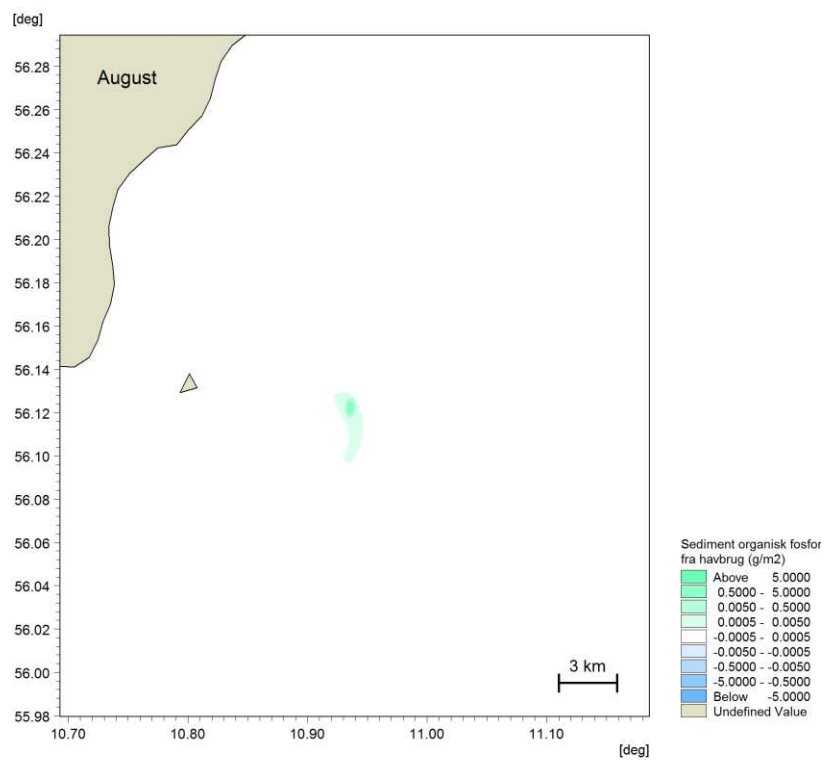 [deg]
56.28
56.26
56.24
56.22
56.20
56.18
56.16
56.14
56.12
56.10
56.08
56.06
56.04
56.02
56.00
55.98
August
3 km
10.70 10.80 10.90 11.00 11.10
[deg]
Sediment organisk fosfor
fra havbrug (g/m2)
Above 5.0000
0.5000 - 5.0000
0.0050 - 0.5000
0.0005 - 0.0050
-0.0005 - 0.0005
-0.0050 - -0.0005
-0.5000 - -0.0050
-5.0000 - -0.5000
Below -5.0000
Undefined Value